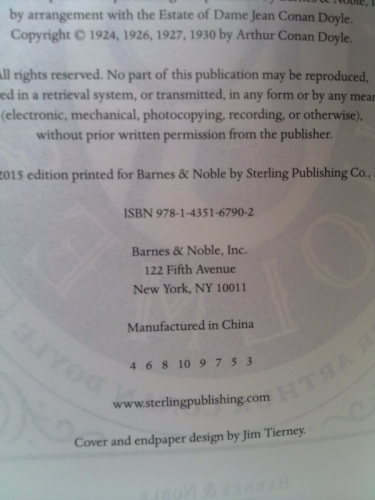 by arrangement with the Estate of Dame Jean Conan Doyle.
Copyright © 1924, 1926, 1927, 1930 by Arthur Conan Doyle.
All rights reserved. No part of this publication may be reproduced,
ed in a retrieval system, or transmitted, in any form or by any mean
(electronic, mechanical, photocopying, recording, or otherwise),
without prior written permission from the publisher.
2015 edition printed for Barnes & Noble by Sterling Publishing Co.,
ISBN 978-1-4351-6790-2
Barnes & Noble, Inc.
122 Fifth Avenue
New York, NY 10011
Manufactured in China
4 6 8 10 9 7 5 3
www.sterlingpublishing.com
Cover and endpaper design by Jim Tierney.